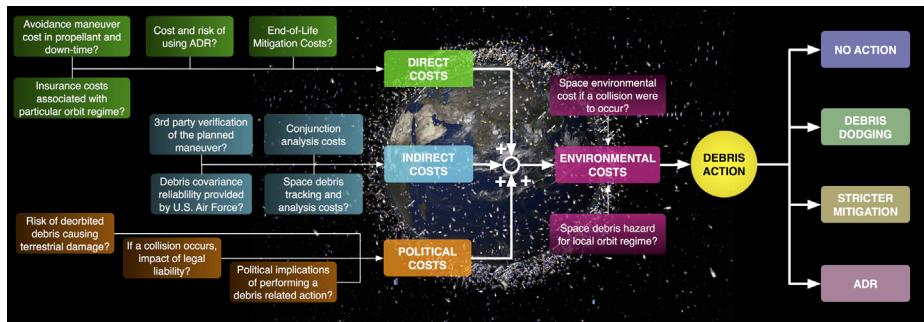 Avoidance maneuver
cost in propellant and
down-time?
Cost and risk of
using ADR?
End-of-Life
Mitigation Costs?
Insurance costs
associated with
particular orbit regime?
DIRECT
COSTS
Space environmental
cost if a collision were
to occur?
3rd party verification
of the planned
maneuver?
Conjunction
analysis costs
Debris covariance
reliablility provided
by U.S. Air Force?
Space debris
tracking and
analysis costs?
INDIRECT
COSTS
+
+
+
ENVIRONMENTAL
COSTS
Space debris hazard
for local orbit regime?
Risk of deorbited
debris causing
terrestrial damage?
If a collision occurs,
impact of legal
liability?
Political implications
of performing a
debris related action?
POLITICAL
COSTS
DEBRIS
ACTION
NO ACTION
DEBRIS
DODGING
STRICTER
MITIGATION
ADR